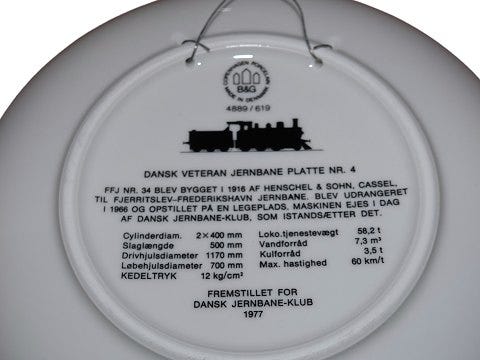 COPENHAGEN PORCELAIN
B&G
MADE IN DENMARK
4889/619
DANSK VETERAN JERNBANE PLATTE NR. 4
FFJ NR. 34 BLEV BYGGET I 1916 AF HENSCHEL & SOHN, CASSEL,
TIL FJERRITSLEV-FREDERIKSHAVN JERNBANE. BLEV UDRANGERET
I 1966 OG OPSTILLET PÅ EN LEGEPLADS. MASKINEN EJES I DAG
AF DANSK JERNBANE-KLUB, SOM ISTANDSÆTTER DET.
Cylinderdiam. 2×400 mm Loko.tjenestevægt 58,2 t
Slaglængde 500 mm Vandforråd 7,3 m³
Drivhjulsdiameter 1170 mm Kulforråd 3,5 t
Løbehjulsdiameter 700 mm Max. hastighed 60 km/t
KEDELTRYK 12 kg/cm²
FREMSTILLET FOR
DANSK JERNBANE-KLUB
1977